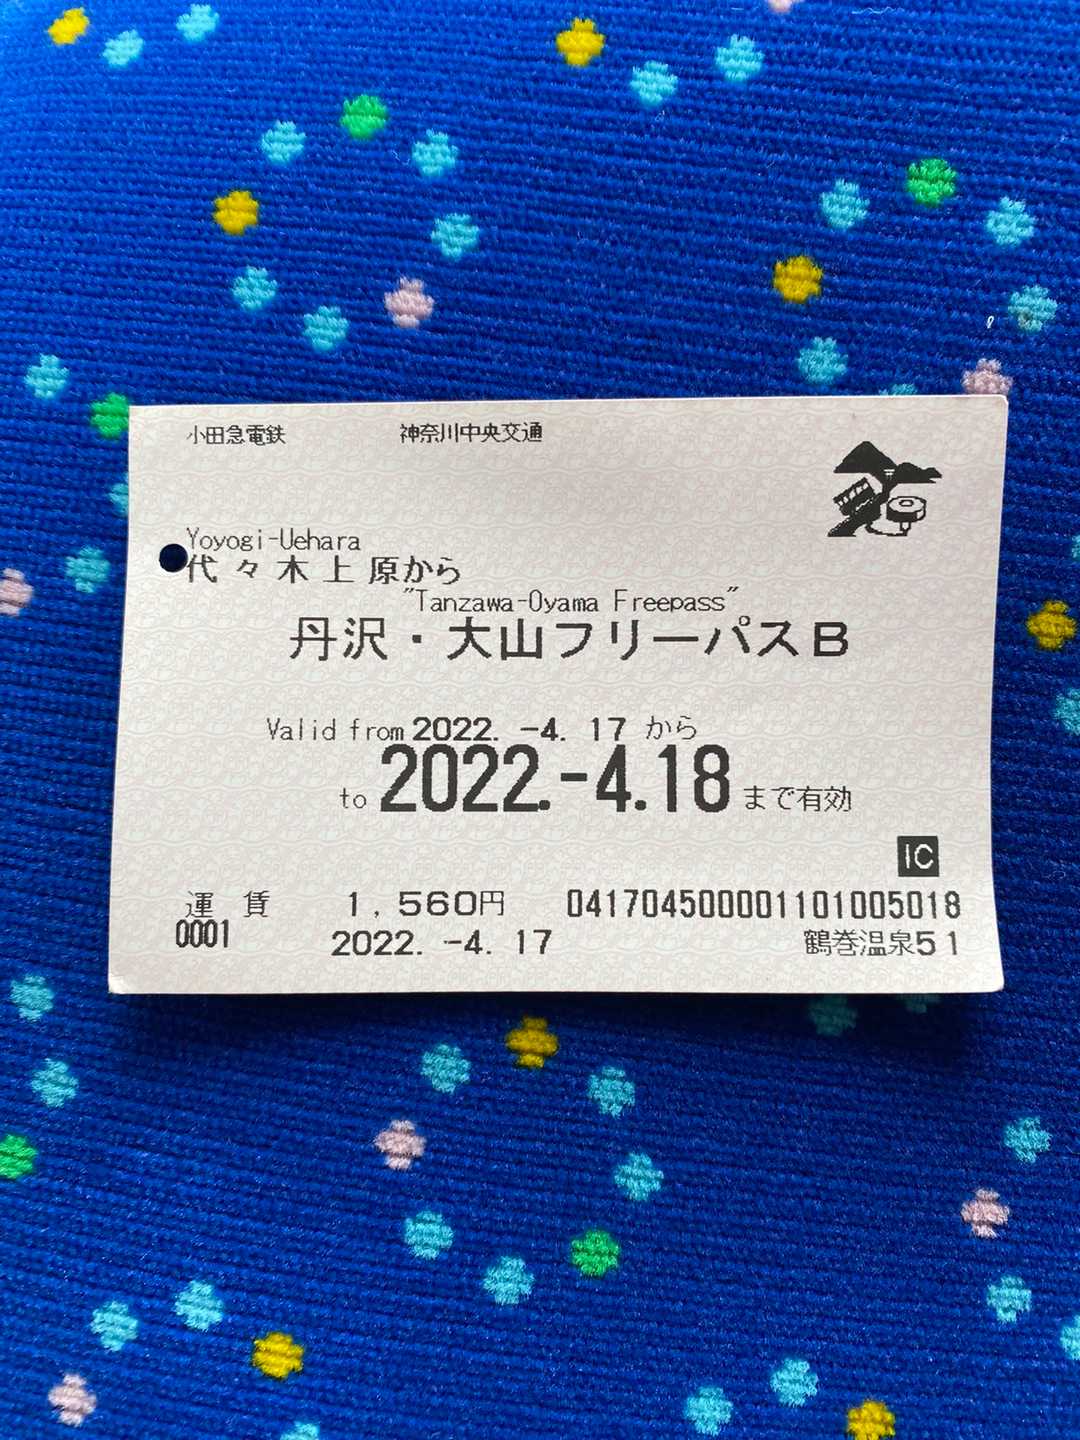 小田急電鉄 神奈川中央交通
Yoyogi-Uehara
代々木上原から
"Tanzawa-Oyama Freepass"
丹沢・大山フリーパスB
Valid from 2022. -4. 17 から
to 2022. -4. 18 まで有効
IC
運賃 1,560円 0417045000001101005018
0001 2022. -4. 17 鶴巻温泉51